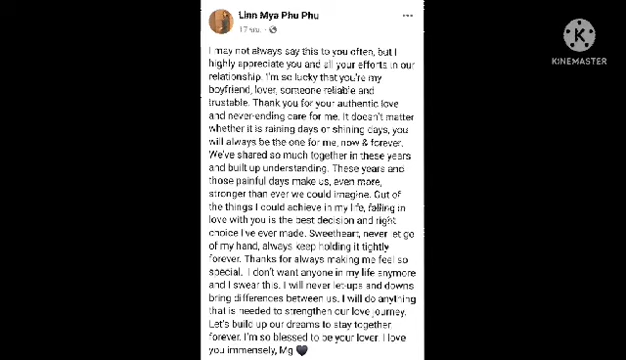 Linn Mya Phu Phu
17 ชม.
I may not always say this to you often, but I
highly appreciate you and all your efforts in our
relationship. I'm so lucky that you're my
boyfriend, lover, someone reliable and
trustable. Thank you for your authentic love
and never-ending care for me. It doesn't matter
whether it is raining days or shining days, you
will always be the one for me, now & forever.
We've shared so much together in these years
and built up understanding. These years and
those painful days make us, even more,
stronger than ever we could imagine. Out of
the things I could achieve in my life, falling in
love with you is the best decision and right
choice I've ever made. Sweetheart, never let go
of my hand, always keep holding it tightly
forever. Thanks for always making me feel so
special. I don't want anyone in my life anymore
and I swear this. I will never let-ups and downs
bring differences between us. I will do anything
that is needed to strengthen our love journey.
Let's build up our dreams to stay together
forever. I'm so blessed to be your lover. I love
you immensely, Mg 🖤
KINEMASTER